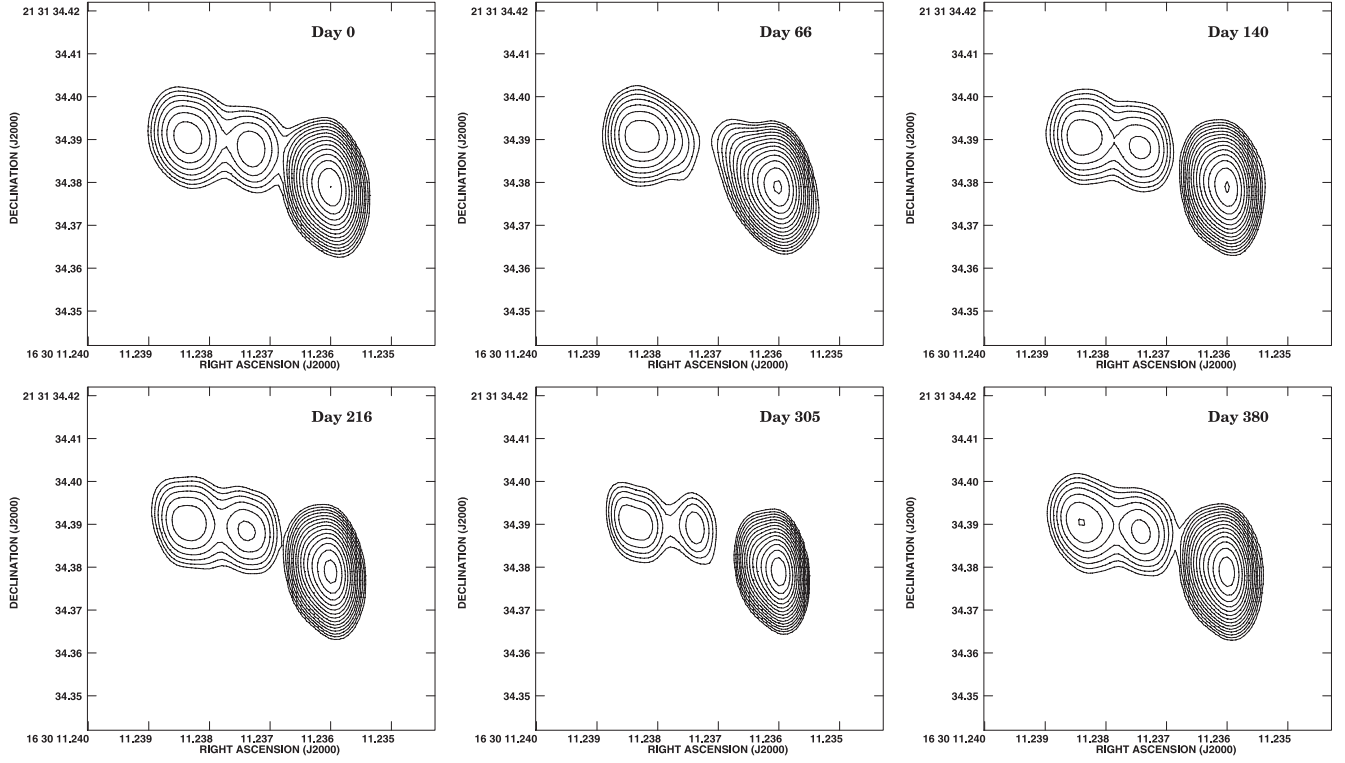 Day 0
21 31 34.42
34.41
34.40
34.39
34.38
34.37
34.36
34.35
DECLINATION (J2000)
16 30 11.240 11.239 11.238 11.237 11.236 11.235
RIGHT ASCENSION (J2000)
Day 66
21 31 34.42
34.41
34.40
34.39
34.38
34.37
34.36
34.35
DECLINATION (J2000)
16 30 11.240 11.239 11.238 11.237 11.236 11.235
RIGHT ASCENSION (J2000)
Day 140
21 31 34.42
34.41
34.40
34.39
34.38
34.37
34.36
34.35
DECLINATION (J2000)
16 30 11.240 11.239 11.238 11.237 11.236 11.235
RIGHT ASCENSION (J2000)
Day 216
21 31 34.42
34.41
34.40
34.39
34.38
34.37
34.36
34.35
DECLINATION (J2000)
16 30 11.240 11.239 11.238 11.237 11.236 11.235
RIGHT ASCENSION (J2000)
Day 305
21 31 34.42
34.41
34.40
34.39
34.38
34.37
34.36
34.35
DECLINATION (J2000)
16 30 11.240 11.239 11.238 11.237 11.236 11.235
RIGHT ASCENSION (J2000)
Day 380
21 31 34.42
34.41
34.40
34.39
34.38
34.37
34.36
34.35
DECLINATION (J2000)
16 30 11.240 11.239 11.238 11.237 11.236 11.235
RIGHT ASCENSION (J2000)